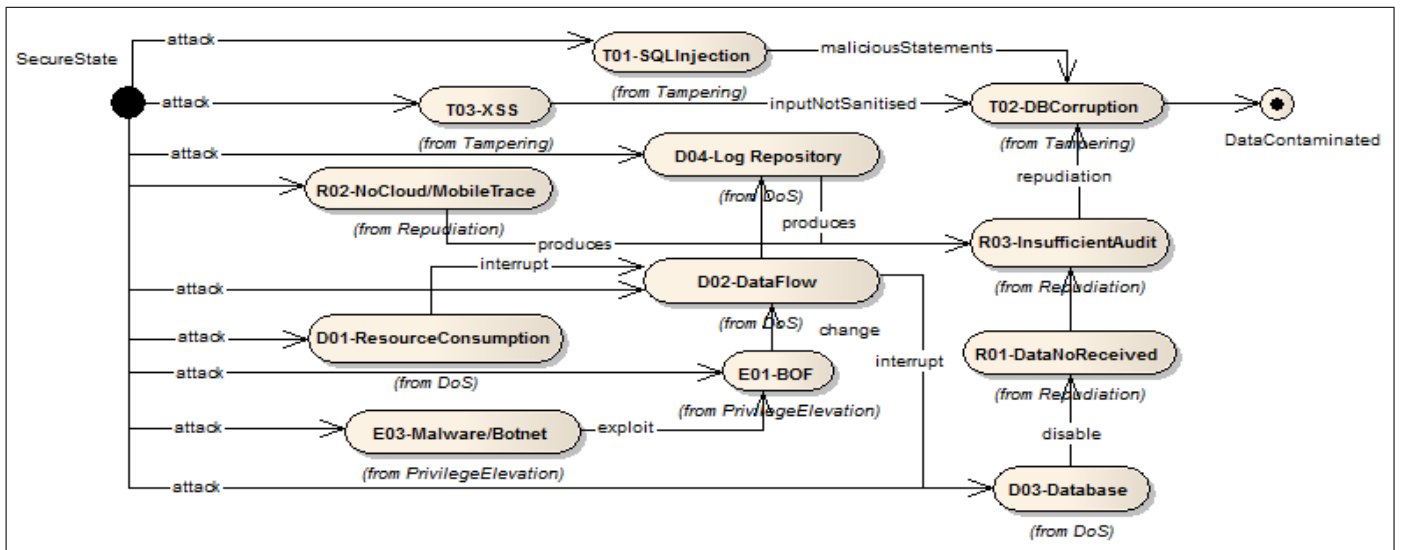 attack
T01-SQLInjection
maliciousStatements
SecureState
(from Tampering)
attack
T03-XSS
inputNotSanitised
T02-DBCorruption
(from Tampering)
(from Tampering)
DataContaminated
attack
D04-Log Repository
R02-NoCloud/MobileTrace
(from DoS)
repudiation
(from Repudiation)
produces
produces
R03-InsufficientAudit
interrupt
attack
D02-DataFlow
(from Repudiation)
(from DoS)
change
attack
D01-ResourceConsumption
interrupt
R01-DataNoReceived
attack
E01-BOF
(from DoS)
(from Repudiation)
(from PrivilegeElevation)
attack
E03-Malware/Botnet
exploit
disable
(from PrivilegeElevation)
attack
D03-Database
(from DoS)